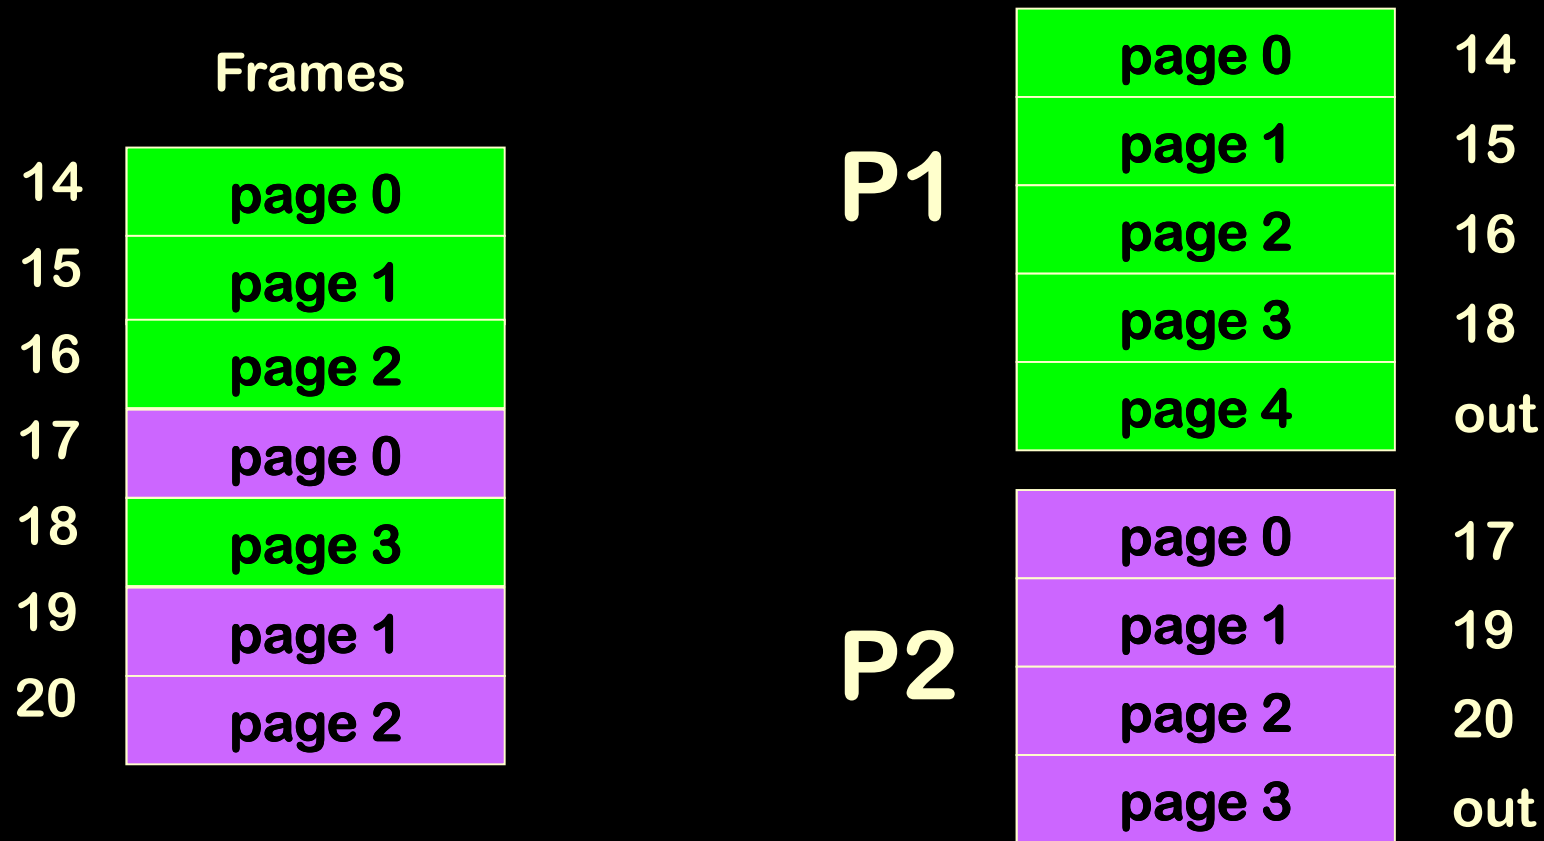 Frames
14 page 0
15 page 1
16 page 2
17 page 0
18 page 3
19 page 1
20 page 2
P1
page 0 14
page 1 15
page 2 16
page 3 18
page 4 out
P2
page 0 17
page 1 19
page 2 20
page 3 out